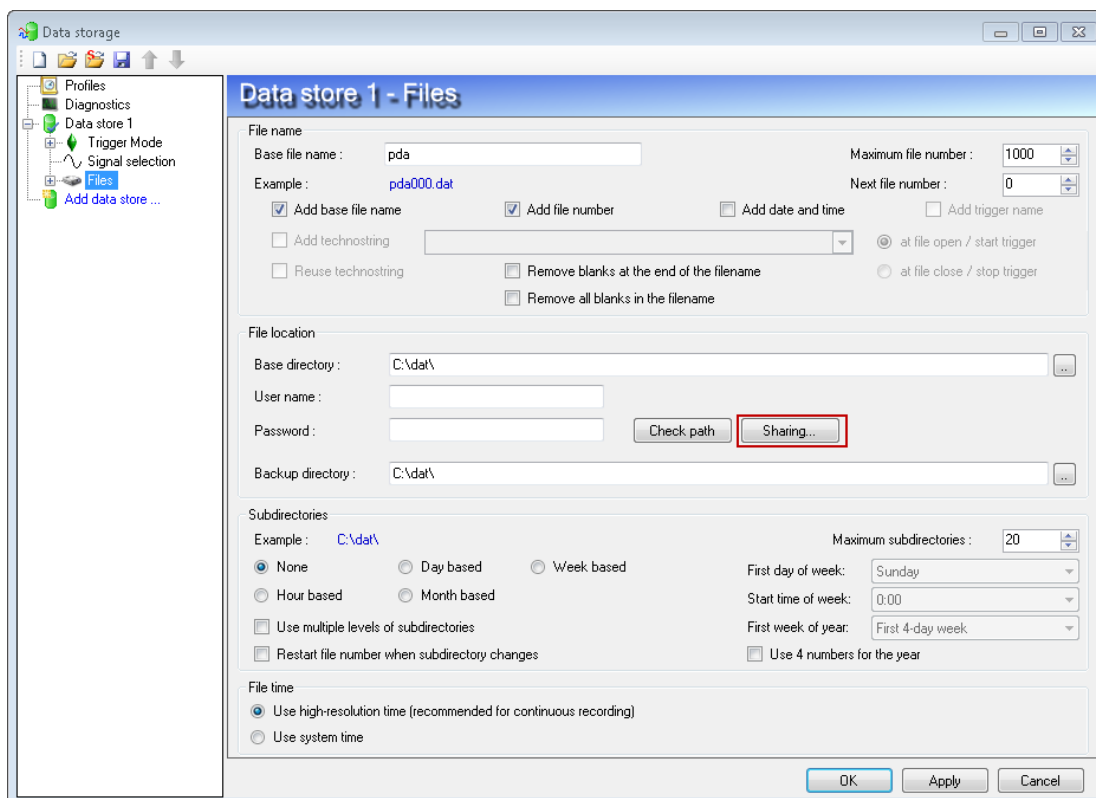 Data storage
Profiles
Diagnostics
Data store 1
Trigger Mode
Signal selection
Files
Add data store ...
Data store 1 - Files
File name
Base file name : pda Maximum file number : 1000
Example : pda000.dat Next file number : 0
Add base file name Add file number Add date and time Add trigger name
Add technostring at file open / start trigger
Reuse technostring Remove blanks at the end of the filename at file close / stop trigger
Remove all blanks in the filename
File location
Base directory : C:\dat\ ..
User name :
Password : Check path Sharing...
Backup directory : C:\dat\ ..
Subdirectories
Example : C:\dat\ Maximum subdirectories : 20
None Day based Week based First day of week: Sunday
Hour based Month based Start time of week: 0:00
Use multiple levels of subdirectories First week of year: First 4-day week
Restart file number when subdirectory changes Use 4 numbers for the year
File time
Use high-resolution time (recommended for continuous recording)
Use system time
OK Apply Cancel